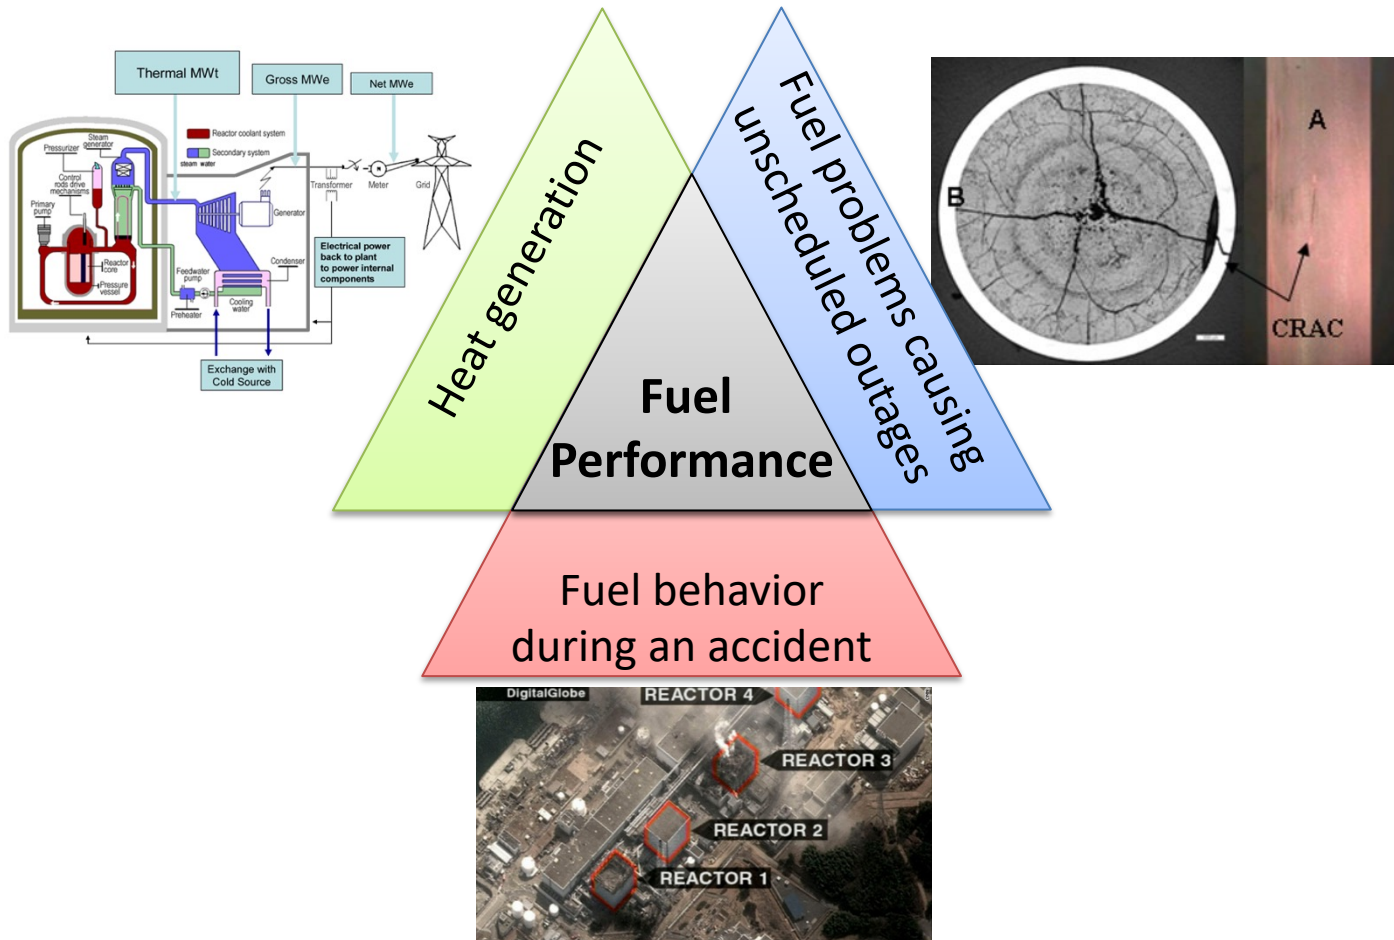 Thermal MWt
Gross MWe
Net MWe
Reactor coolant system
Secondary system
steam water
Steam
generator
Pressurizer
Control
rods drive
mechanisms
Primary
pump
Reactor
core
Pressure
vessel
Feedwater
pump
Preheater
Cooling
water
Condenser
Generator
Transformer
Meter
Grid
Electrical power
back to plant
to power internal
components
Exchange with
Cold Source
Heat generation
Fuel problems causing
unscheduled outages
Fuel
Performance
Fuel behavior
during an accident
B
A
CRAC
DigitalGlobe
REACTOR 4
REACTOR 3
REACTOR 2
REACTOR 1